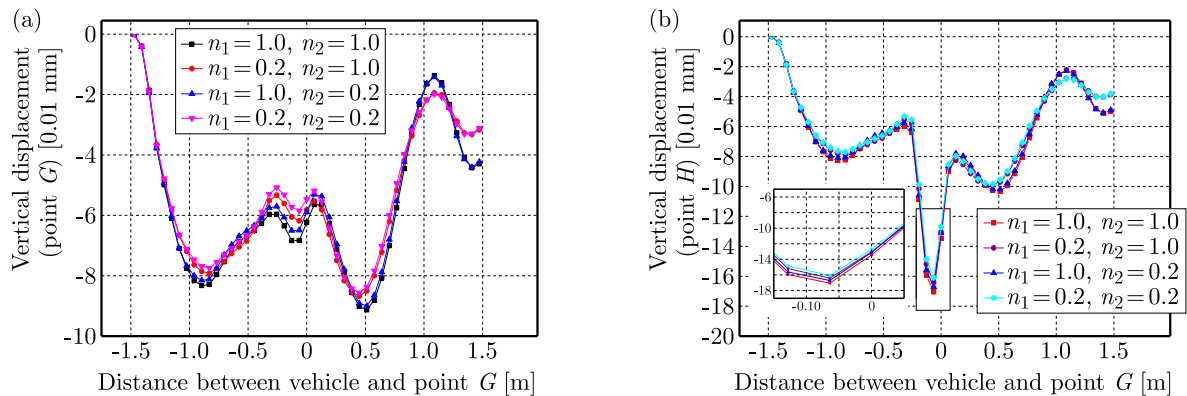 (a)
Vertical displacement
(point G) [0.01 mm]
0
-2
-4
-6
-8
-10
n1=1.0, n2=1.0
n1=0.2, n2=1.0
n1=1.0, n2=0.2
n1=0.2, n2=0.2
-1.5 -1.0 -0.5 0 0.5 1.0 1.5
Distance between vehicle and point G [m]
(b)
Vertical displacement
(point H) [0.01 mm]
0
-2
-4
-6
-8
-10
-12
-14
-16
-18
-20
-6
-10
-14
-18
-0.10 0
n1=1.0, n2=1.0
n1=0.2, n2=1.0
n1=1.0, n2=0.2
n1=0.2, n2=0.2
-1.5 -1.0 -0.5 0 0.5 1.0 1.5
Distance between vehicle and point G [m]